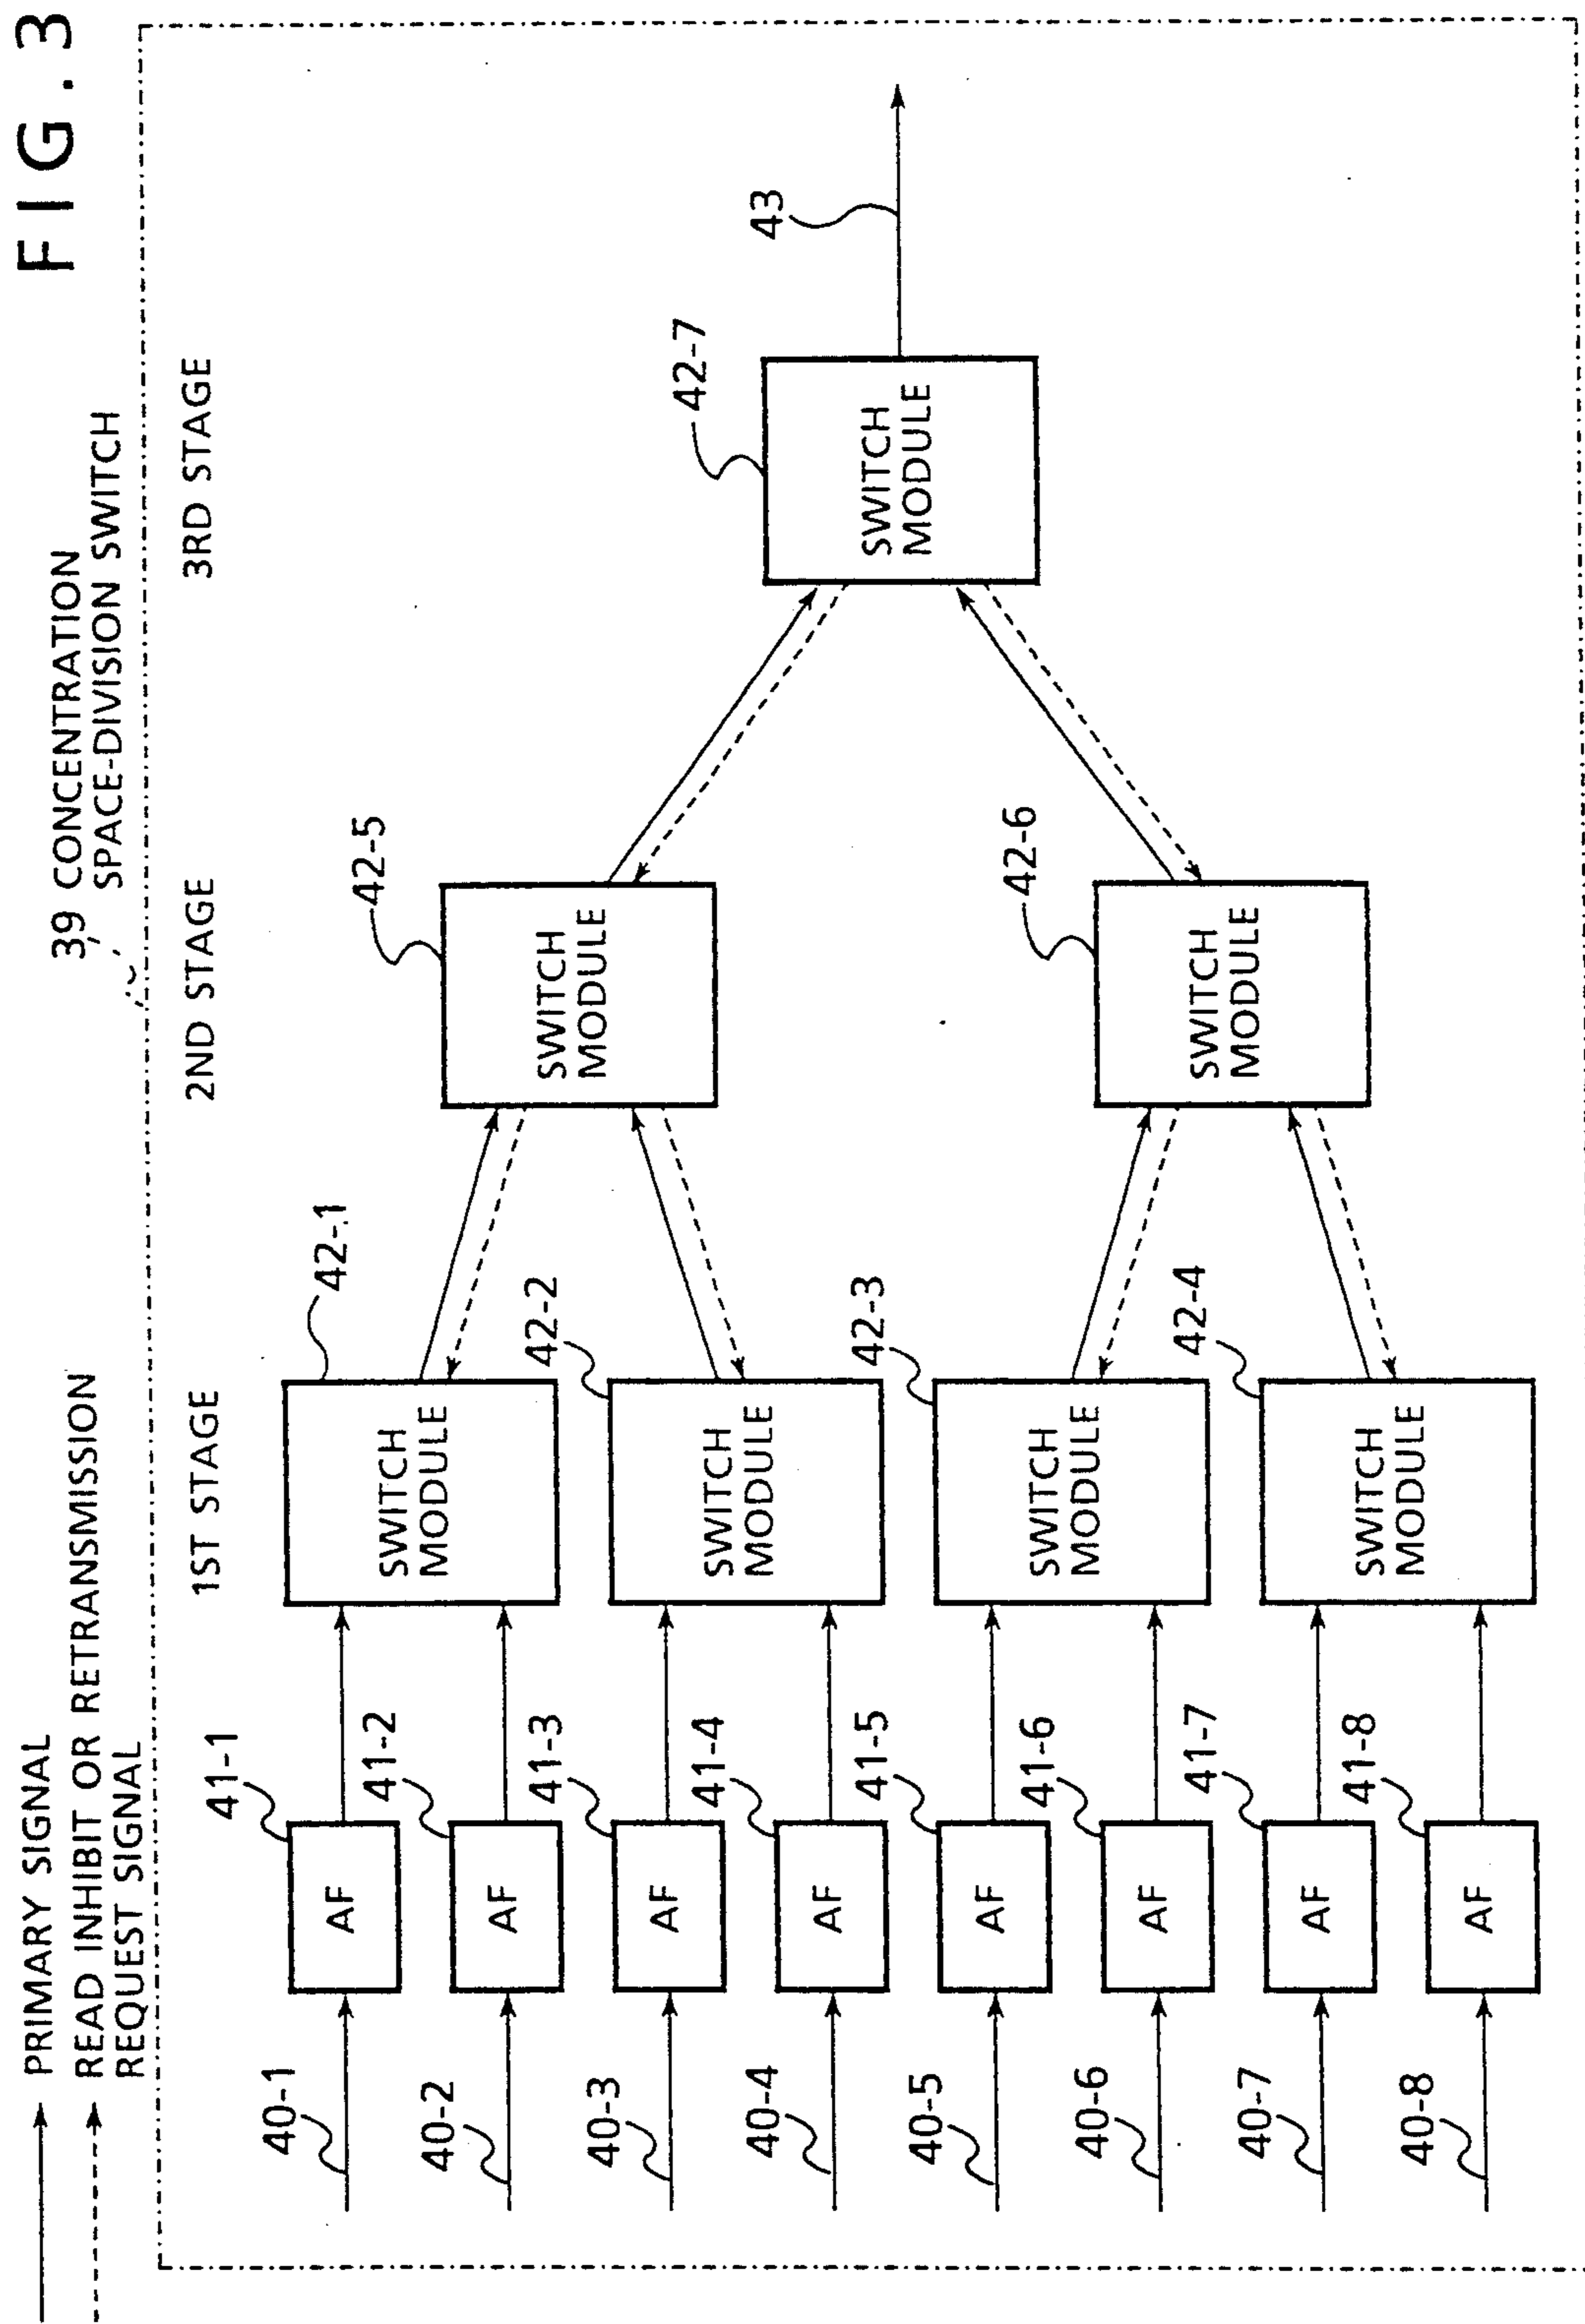 FIG.3
PRIMARY SIGNAL
READ INHIBIT OR RETRANSMISSION
REQUEST SIGNAL
39 CONCENTRATION
SPACE-DIVISION SWITCH
1ST STAGE
2ND STAGE
3RD STAGE
40-1
40-2
40-3
40-4
40-5
40-6
40-7
40-8
41-1
41-2
41-3
41-4
41-5
41-6
41-7
41-8
AF
AF
AF
AF
AF
AF
AF
AF
42-1
SWITCH
MODULE
42-2
SWITCH
MODULE
42-3
SWITCH
MODULE
42-4
SWITCH
MODULE
42-5
SWITCH
MODULE
42-6
SWITCH
MODULE
42-7
SWITCH
MODULE
43